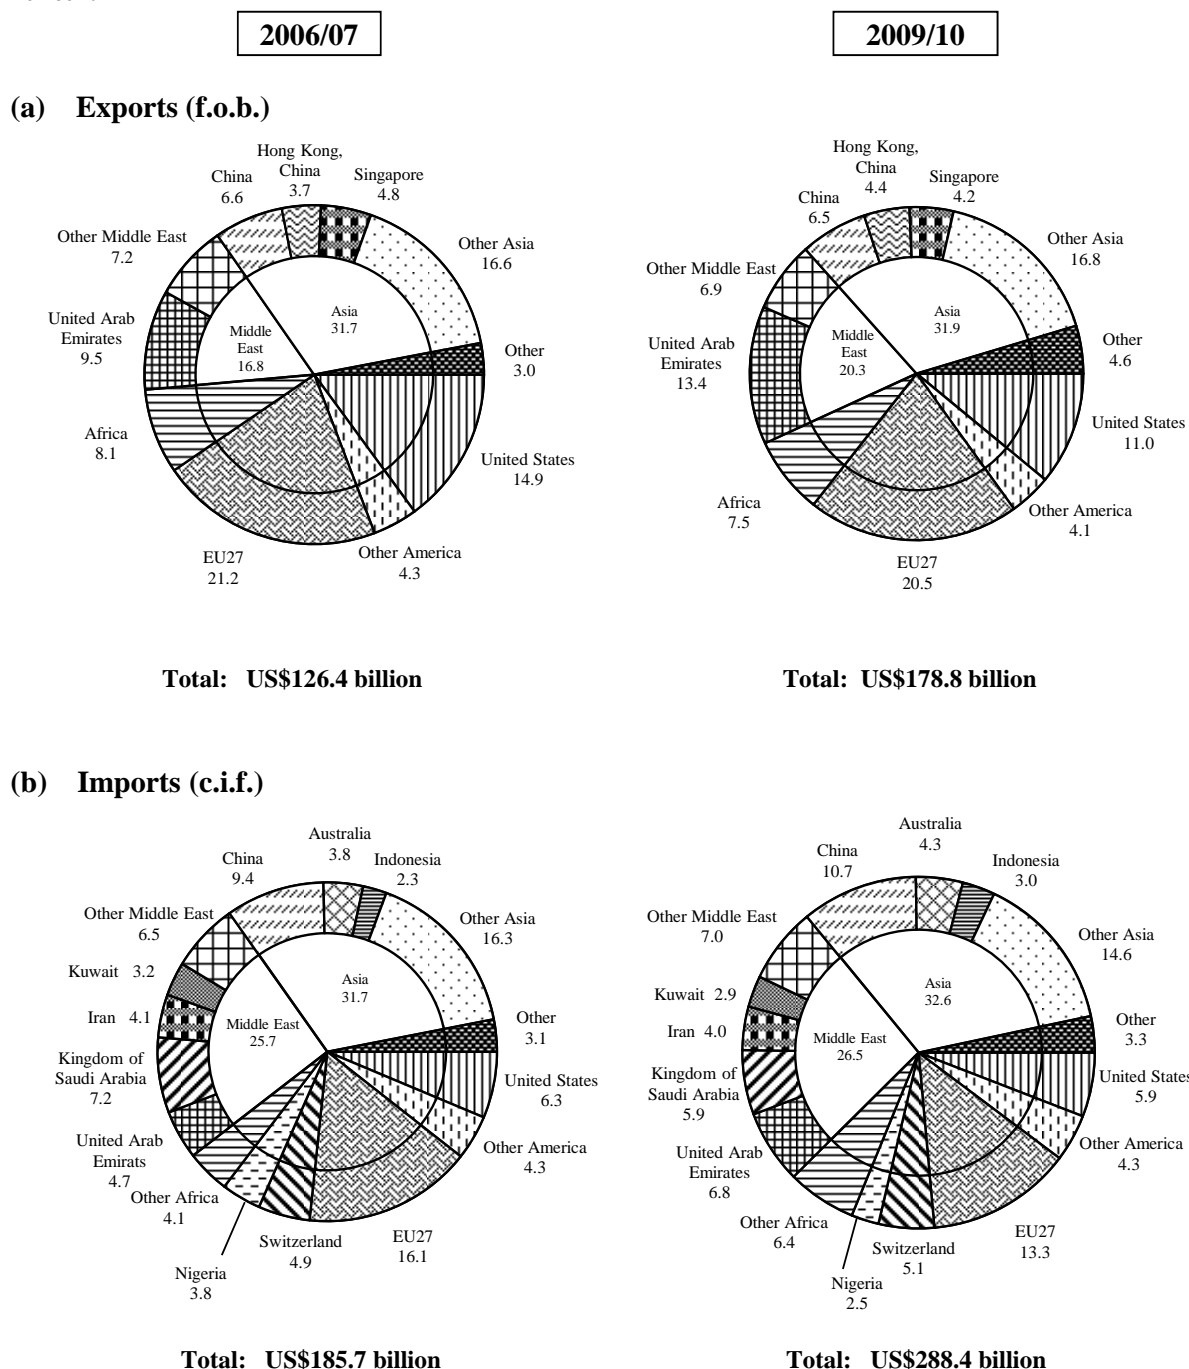 2006/07
2009/10
(a) Exports (f.o.b.)
Hong Kong,
China
3.7
China
6.6
Singapore
4.8
Other Middle East
7.2
Other Asia
16.6
Asia
31.7
United Arab
Emirates
9.5
Middle
East
16.8
Other
3.0
Africa
8.1
United States
14.9
EU27
21.2
Other America
4.3
Total: US$126.4 billion
Hong Kong,
China
4.4
China
6.5
Singapore
4.2
Other Middle East
6.9
Other Asia
16.8
Asia
31.9
United Arab
Emirates
13.4
Middle
East
20.3
Other
4.6
United States
11.0
Africa
7.5
Other America
4.1
EU27
20.5
Total: US$178.8 billion
(b) Imports (c.i.f.)
Australia
3.8
China
9.4
Indonesia
2.3
Other Middle East
6.5
Other Asia
16.3
Kuwait 3.2
Asia
31.7
Iran 4.1
Middle East
25.7
Other
3.1
Kingdom of
Saudi Arabia
7.2
United States
6.3
United Arab
Emirats
4.7
Other America
4.3
Other Africa
4.1
Switzerland
4.9
EU27
16.1
Nigeria
3.8
Total: US$185.7 billion
Australia
4.3
China
10.7
Indonesia
3.0
Other Middle East
7.0
Other Asia
14.6
Kuwait 2.9
Asia
32.6
Iran 4.0
Middle East
26.5
Other
3.3
Kingdom of
Saudi Arabia
5.9
United States
5.9
United Arab
Emirates
6.8
Other America
4.3
Other Africa
6.4
Switzerland
5.1
EU27
13.3
Nigeria
2.5
Total: US$288.4 billion